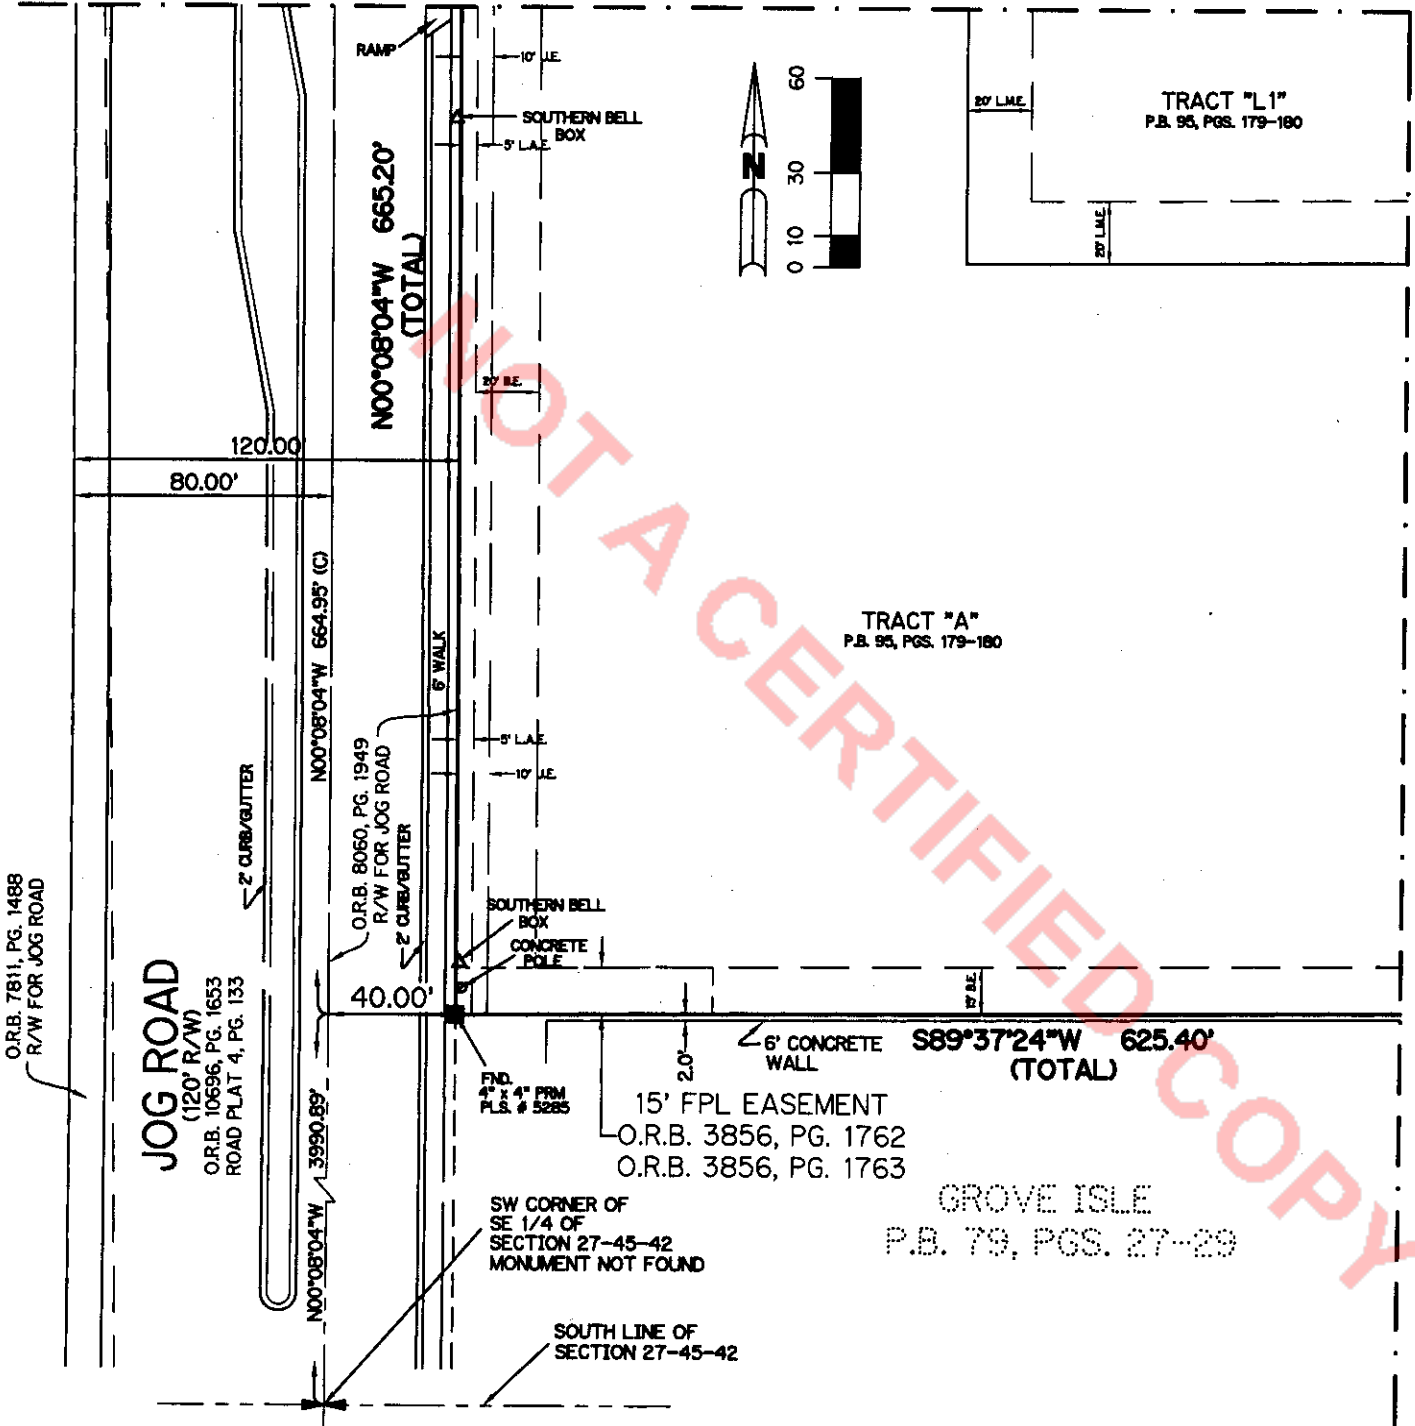 RAMP
10' U.E.
SOUTHERN BELL
BOX
5' L.A.E.
N00°08'04"W 665.20'
(TOTAL)
N
60
30
10
0
20' L.M.E.
TRACT "L1"
P.B. 95, PGS. 179-180
20' L.M.E.
20' B.E.
120.00
80.00'
N00°08'04"W 664.95' (C)
6' WALK
TRACT "A"
P.B. 95, PGS. 179-180
5' L.A.E.
10' U.E.
O.R.B. 8060, PG. 1949
R/W FOR JOG ROAD
2' CURB/GUTTER
2' CURB/GUTTER
O.R.B. 7811, PG. 1488
R/W FOR JOG ROAD
SOUTHERN BELL
BOX
CONCRETE
POLE
JOG ROAD
(120' R/W)
O.R.B. 10696, PG. 1653
ROAD PLAT 4, PG. 133
40.00'
15' B.E.
6' CONCRETE
WALL
S89°37'24"W 625.40'
(TOTAL)
2.0'
FND.
4" x 4" PRM
PLS. # 5285
15' FPL EASEMENT
O.R.B. 3856, PG. 1762
O.R.B. 3856, PG. 1763
N00°08'04"W 3990.89'
GROVE ISLE
P.B. 79, PGS. 27-29
SW CORNER OF
SE 1/4 OF
SECTION 27-45-42
MONUMENT NOT FOUND
SOUTH LINE OF
SECTION 27-45-42
NOT A CERTIFIED COPY